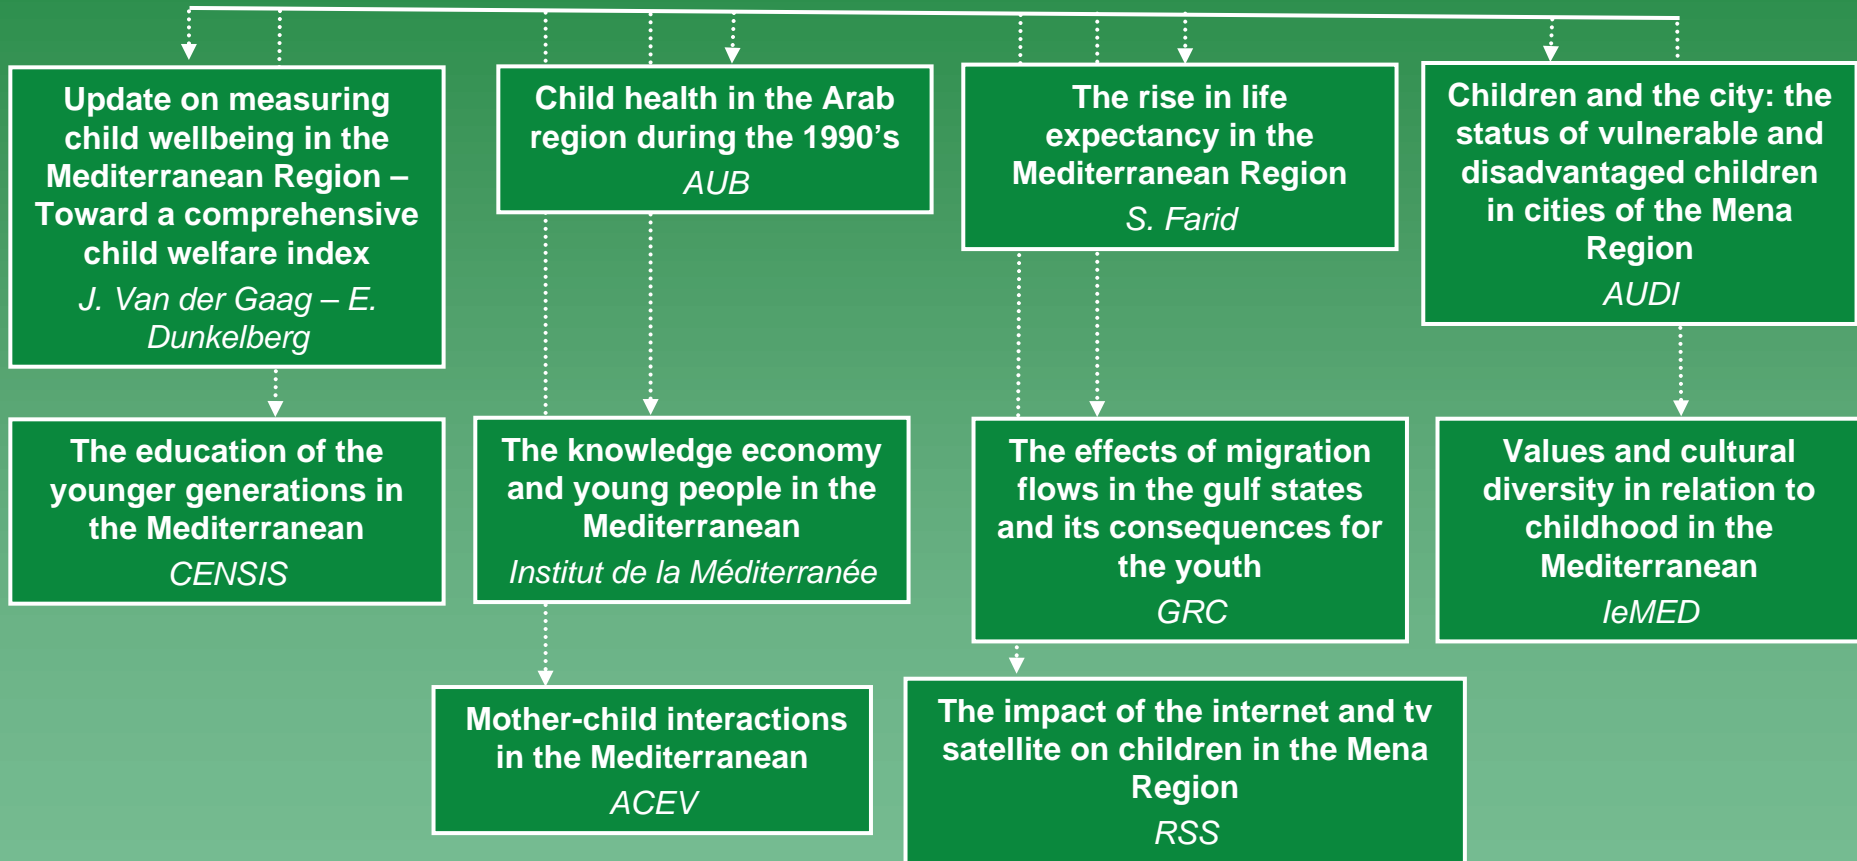 Update on measuring
child wellbeing in the
Mediterranean Region –
Toward a comprehensive
child welfare index
J. Van der Gaag – E.
Dunkelberg
Child health in the Arab
region during the 1990’s
AUB
The rise in life
expectancy in the
Mediterranean Region
S. Farid
Children and the city: the
status of vulnerable and
disadvantaged children
in cities of the Mena
Region
AUDI
The education of the
younger generations in
the Mediterranean
CENSIS
The knowledge economy
and young people in the
Mediterranean
Institut de la Méditerranée
The effects of migration
flows in the gulf states
and its consequences for
the youth
GRC
Values and cultural
diversity in relation to
childhood in the
Mediterranean
IeMED
Mother-child interactions
in the Mediterranean
ACEV
The impact of the internet and tv
satellite on children in the Mena
Region
RSS